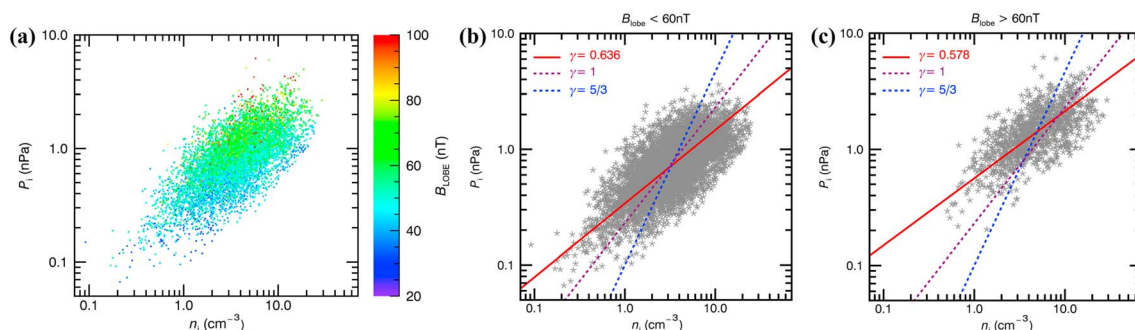 (a)
10.0
1.0
0.1
P_i (nPa)
0.1 1.0 10.0
n_i (cm⁻³)
100
80
60
40
20
B_LOBE (nT)
(b)
B_lobe < 60nT
10.0
1.0
0.1
P_i (nPa)
γ = 0.636
γ = 1
γ = 5/3
0.1 1.0 10.0
n_i (cm⁻³)
(c)
B_lobe > 60nT
10.0
1.0
0.1
P_i (nPa)
γ = 0.578
γ = 1
γ = 5/3
0.1 1.0 10.0
n_i (cm⁻³)